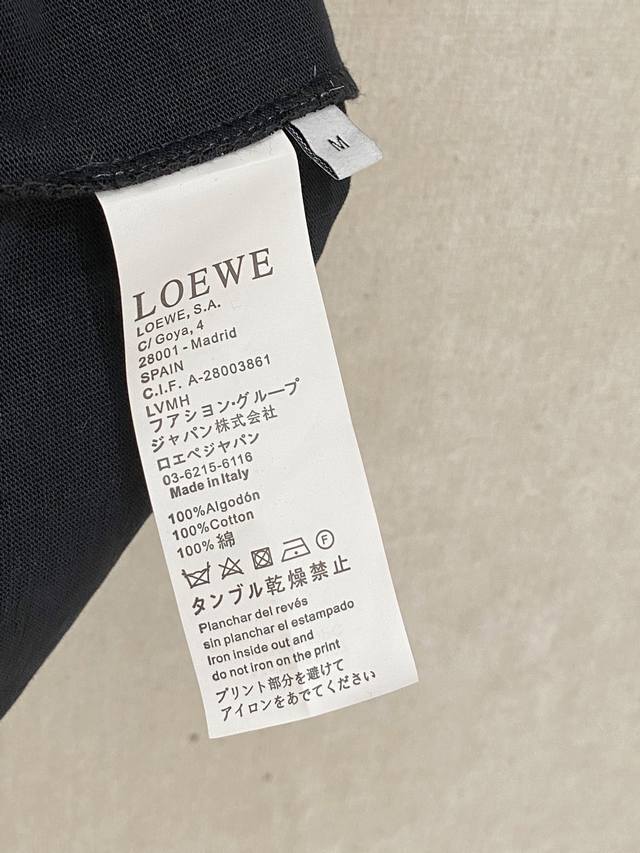 M
LOEWE
LOEWE, S.A.
C/ Goya, 4
28001 - Madrid
SPAIN
C.I.F. A-28003861
LVMH
ファション・グループ
ジャパン株式会社
ロエペジャパン
03-6215-6116
Made in Italy
100%Algodón
100%Cotton
100%綿
F
タンブル乾燥禁止
Planchar del revés
sin planchar el estampado
Iron inside out and
do not iron on the print
プリント部分を避けて
アイロンをあでてください